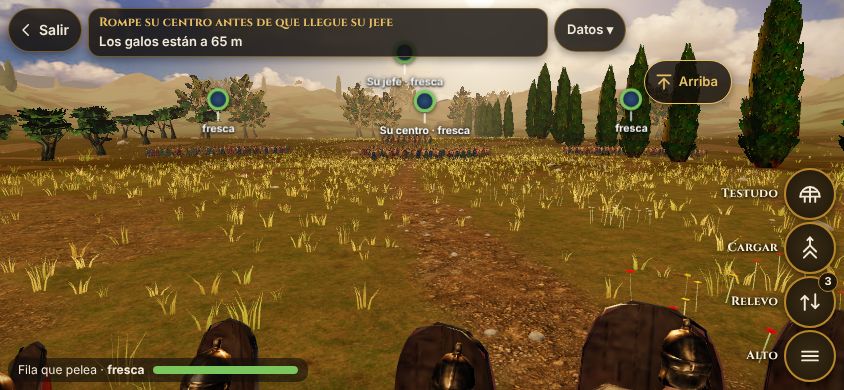 Salir
Rompe su centro antes de que llegue su jefe
Los galos están a 65 m
Datos ▾
Su jefe · fresca
Arriba
fresca
Su centro · fresca
fresca
Testudo
Cargar
3
Relevo
Alto
Fila que pelea · fresca